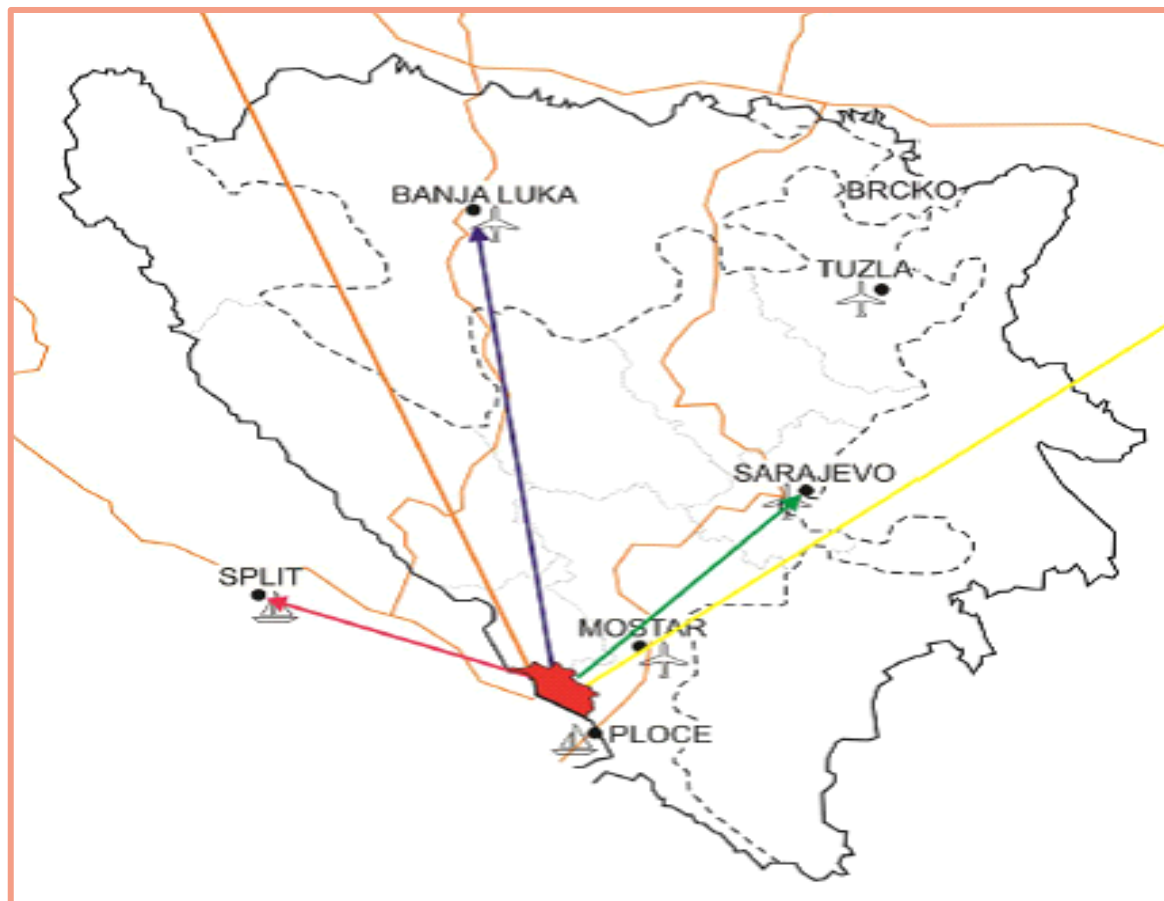 BANJA LUKA
BRCKO
TUZLA
SARAJEVO
SPLIT
MOSTAR
PLOCE